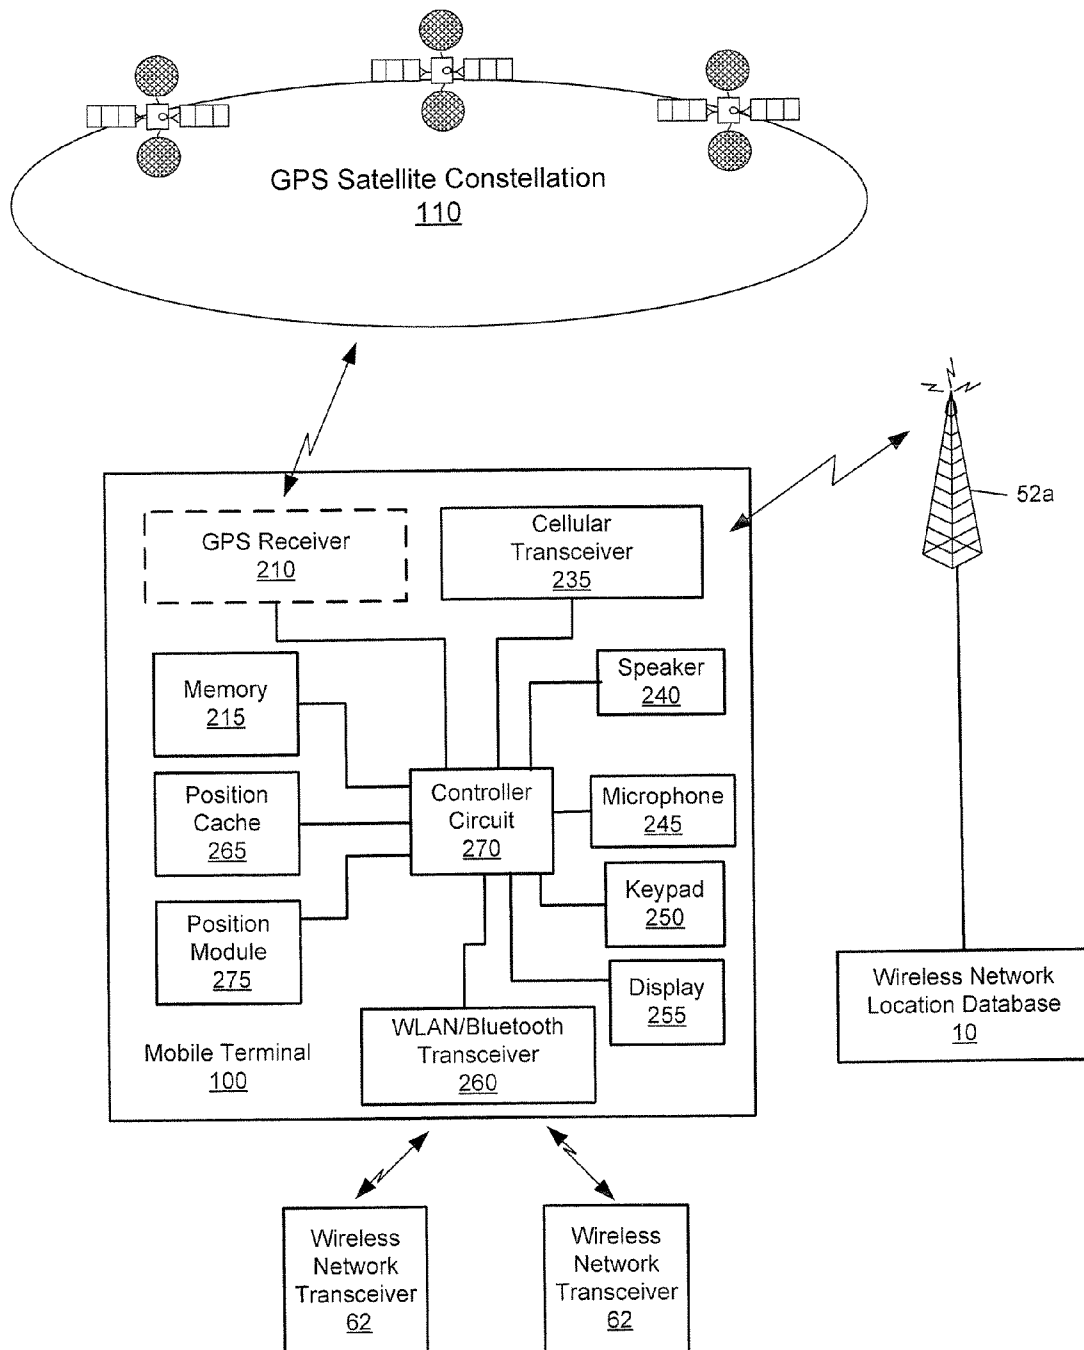 GPS Satellite Constellation
110
52a
GPS Receiver
210
Cellular
Transceiver
235
Memory
215
Speaker
240
Position
Cache
265
Controller
Circuit
270
Microphone
245
Keypad
250
Position
Module
275
Display
255
WLAN/Bluetooth
Transceiver
260
Mobile Terminal
100
Wireless Network
Location Database
10
Wireless
Network
Transceiver
62
Wireless
Network
Transceiver
62